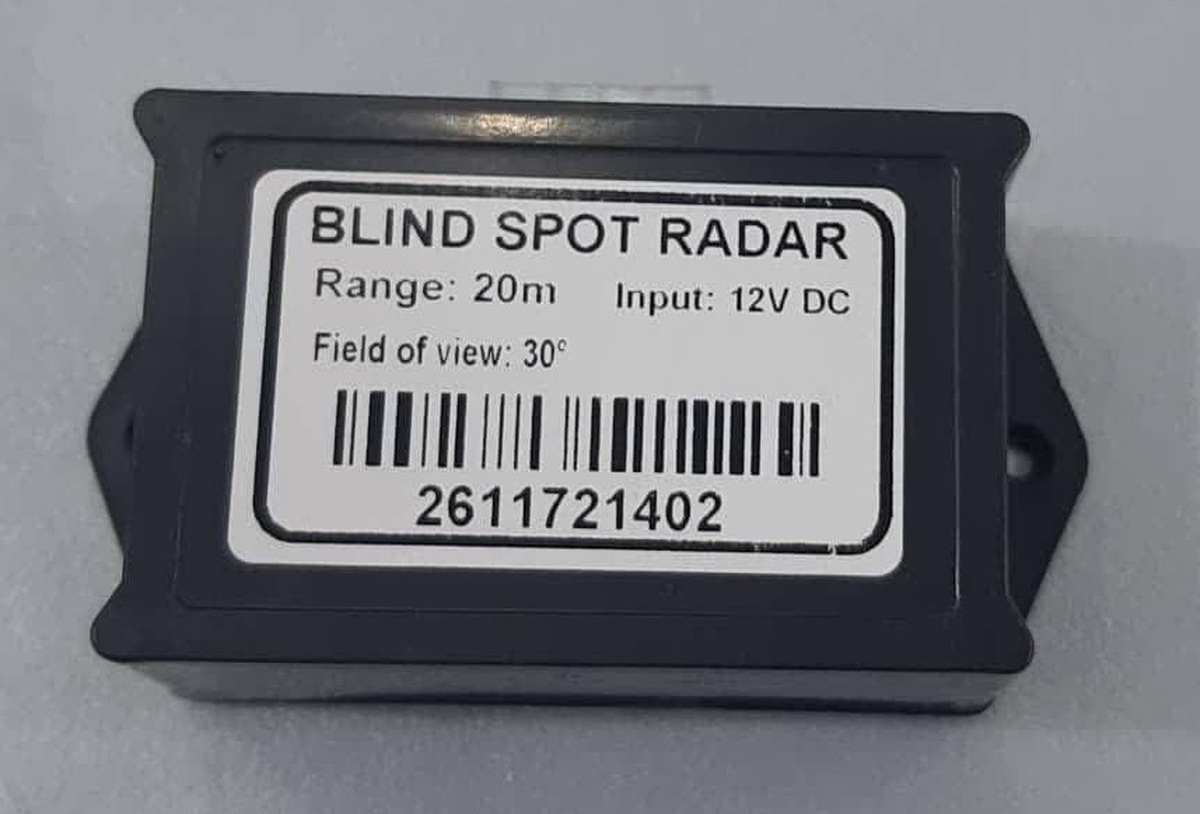 BLIND SPOT RADAR
Range: 20m Input: 12V DC
Field of view: 30°
2611721402